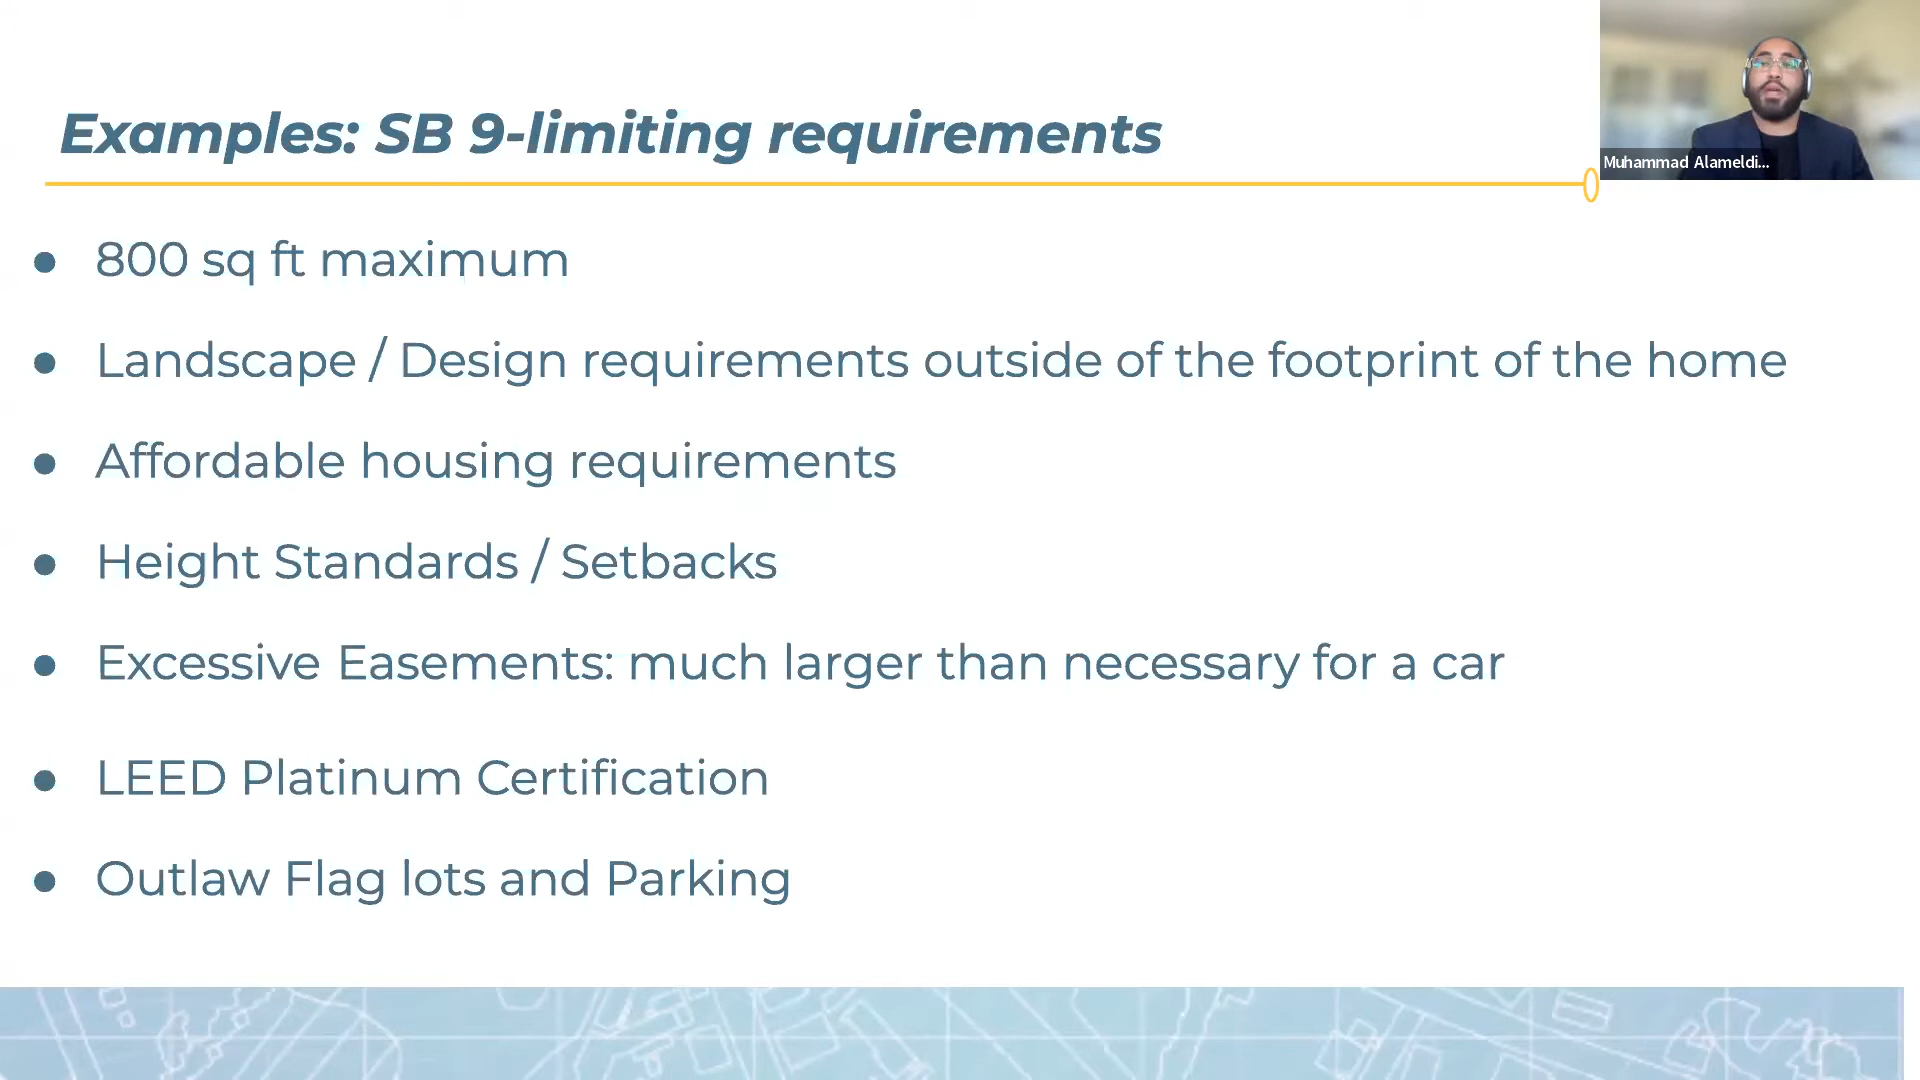 Examples: SB 9-limiting requirements
Muhammad Alameldi...
● 800 sq ft maximum
● Landscape / Design requirements outside of the footprint of the home
● Affordable housing requirements
● Height Standards / Setbacks
● Excessive Easements: much larger than necessary for a car
● LEED Platinum Certification
● Outlaw Flag lots and Parking